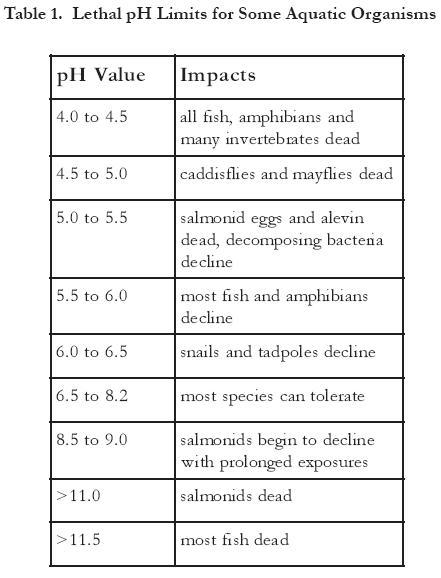 Table 1. Lethal pH Limits for Some Aquatic Organisms
pH Value Impacts
4.0 to 4.5 all fish, amphibians and
many invertebrates dead
4.5 to 5.0 caddisflies and mayflies dead
5.0 to 5.5 salmonid eggs and alevin
dead, decomposing bacteria
decline
5.5 to 6.0 most fish and amphibians
decline
6.0 to 6.5 snails and tadpoles decline
6.5 to 8.2 most species can tolerate
8.5 to 9.0 salmonids begin to decline
with prolonged exposures
>11.0 salmonids dead
>11.5 most fish dead